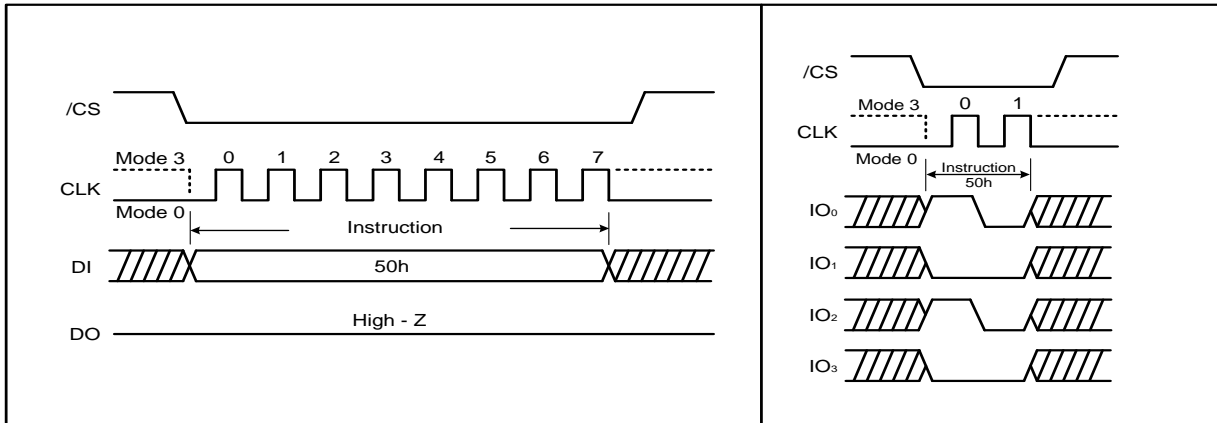 /CS
Mode 3 0 1 2 3 4 5 6 7
CLK
Mode 0
Instruction
DI 50h
High - Z
DO
/CS
Mode 3 0 1
CLK
Mode 0
Instruction
50h
IO₀
IO₁
IO₂
IO₃